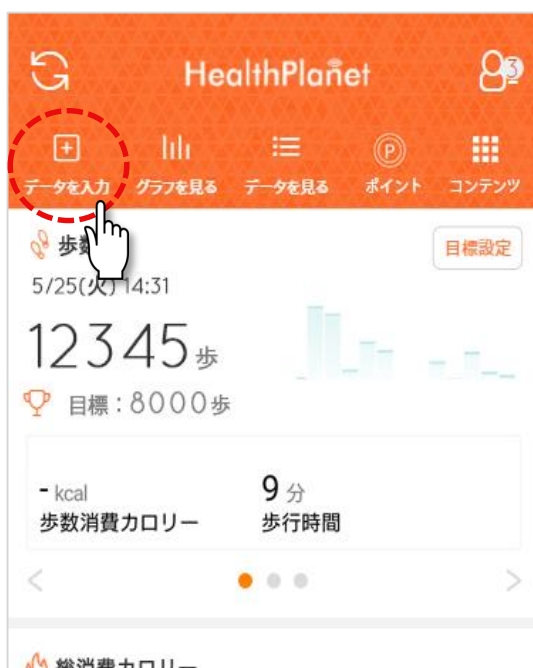 HealthPlanet
3
データを入力 グラフを見る データを見る P ポイント コンテンツ
歩数
目標設定
5/25(火) 14:31
12345歩
目標：8000歩
- kcal 9 分
歩数消費カロリー 歩行時間
総消費カロリー